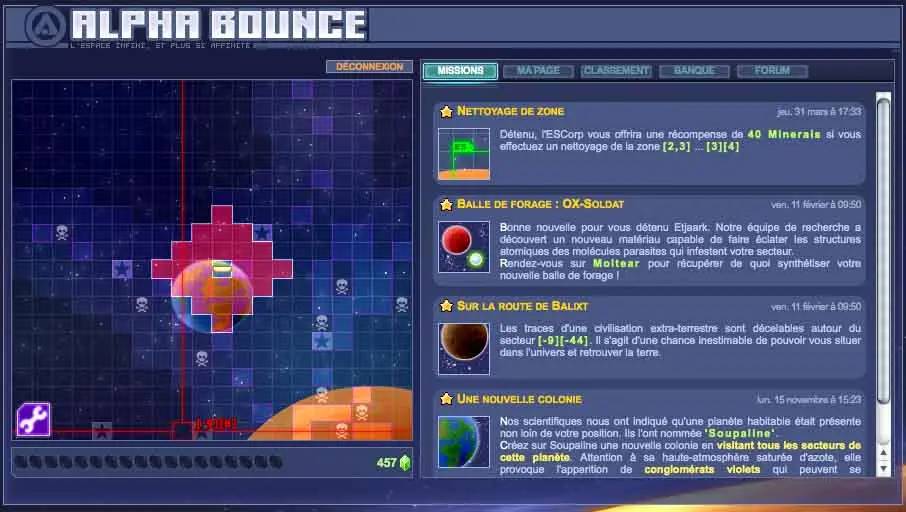 ALPHA BOUNCE
L'ESPACE INFINI, ET PLUS SI AFFINITE
DÉCONNEXION
MISSIONS
MA PAGE
CLASSEMENT
BANQUE
FORUM
NETTOYAGE DE ZONE
jeu. 31 mars à 17:33
Détenu, l'ESCorp vous offrira une récompense de 40 Minerais si vous
effectuez un nettoyage de la zone [2,3] ... [3][4]
ES
BALLE DE FORAGE : OX-SOLDAT
ven. 11 février à 09:50
Bonne nouvelle pour vous détenu Etjaark. Notre équipe de recherche a
découvert un nouveau matériau capable de faire éclater les structures
atomiques des molécules parasites qui infestent votre secteur.
Rendez-vous sur Moltear pour récupérer de quoi synthétiser votre
nouvelle balle de forage !
SUR LA ROUTE DE BALIXT
ven. 11 février à 09:50
Les traces d'une civilisation extra-terrestre sont décelables autour du
secteur [-9][-44]. Il s'agit d'une chance inestimable de pouvoir vous situer
dans l'univers et retrouver la terre.
UNE NOUVELLE COLONIE
lun. 15 novembre à 15:23
Nos scientifiques nous ont indiqué qu'une planète habitable était présente
non loin de votre position. ils l'ont nommée 'Soupaline'.
Créez sur Soupaline une nouvelle colonie en visitant tous les secteurs de
cette planète. Attention à sa haute-atmosphère saturée d'azote, elle
provoque l'apparition de conglomérats violets qui peuvent se
457